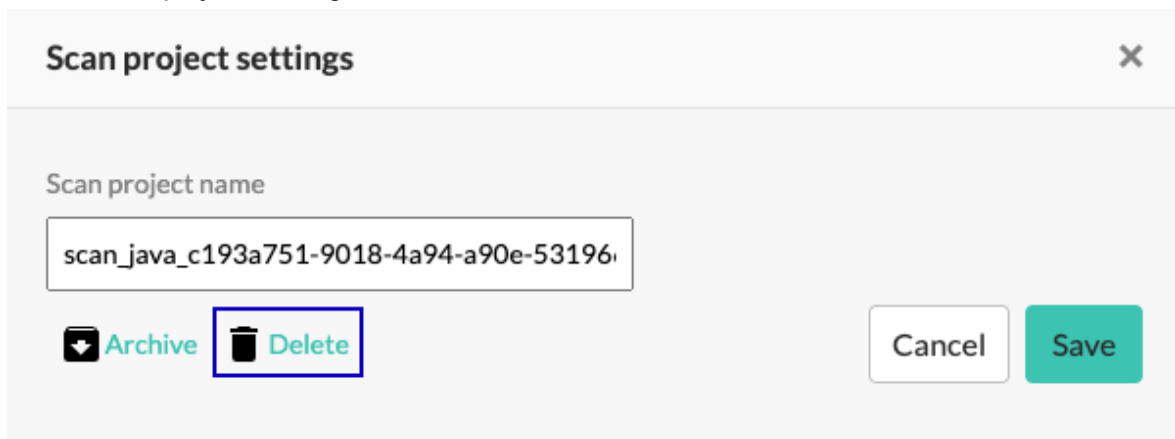 Scan project settings
Scan project name
scan_java_c193a751-9018-4a94-a90e-53196
Archive Delete Cancel Save